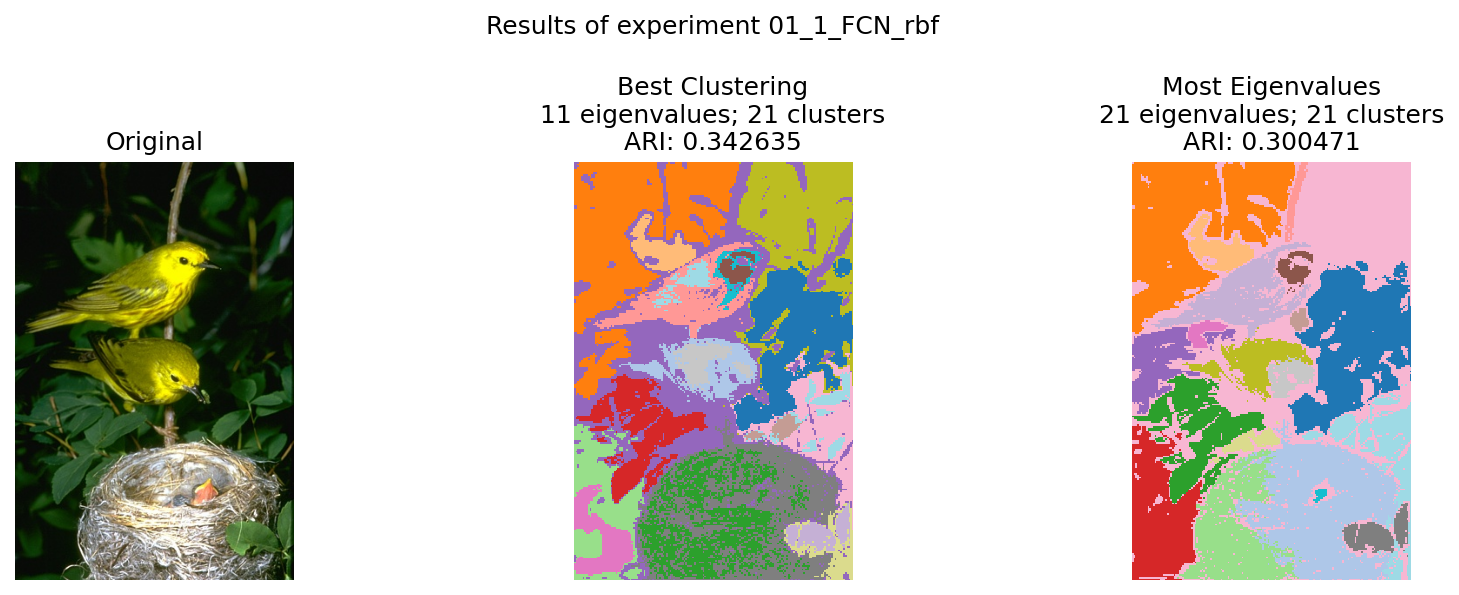 Results of experiment 01_1_FCN_rbf
Original
Best Clustering
11 eigenvalues; 21 clusters
ARI: 0.342635
Most Eigenvalues
21 eigenvalues; 21 clusters
ARI: 0.300471